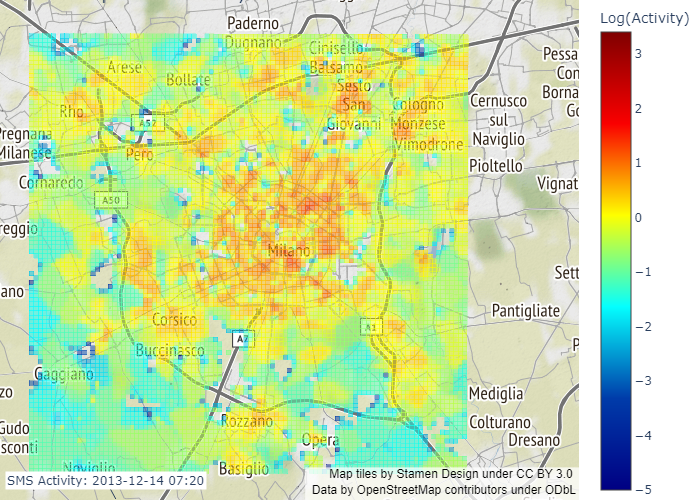 Log(Activity)
Paderno
Dugnano
Cinisello
Balsamo
Arese
Bollate
Sesto
San
Giovanni
Rho
A52
Cologno
Monzese
Cernusco
sul
Naviglio
Pessa
Con
Borna
Go
Pregnana
Milanese
Pero
Vimodrone
Pioltello
Cornaredo
A50
Vignat
reggio
Milano
Sett
ano
Pantigliate
Corsico
A1
A7
Buccinasco
P
Gaggiano
zo
Mediglia
Rozzano
Colturano
Gudo
Opera
Dresano
sconti
Noviglio
Basiglio
SMS Activity: 2013-12-14 07:20
Map tiles by Stamen Design under CC BY 3.0
Data by OpenStreetMap contributors under ODbL
3
2
1
0
−1
−2
−3
−4
−5